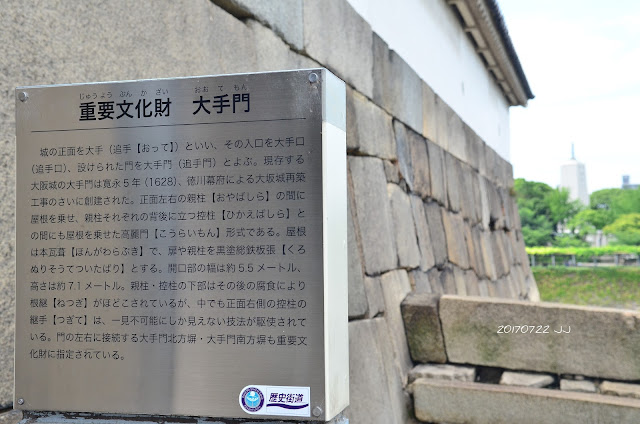 じゅうようぶんかざい　おおてもん
重要文化財　大手門
城の正面を大手（追手【おって】）といい、その入口を大手口
（追手口）、設けられた門を大手門（追手門）とよぶ。現存する
大阪城の大手門は寛永５年（1628）、徳川幕府による大坂城再築
工事のさいに創建された。正面左右の親柱【おやばしら】の間に
屋根を乗せ、親柱それぞれの背後に立つ控柱【ひかえばしら】と
の間にも屋根を乗せた高麗門【こうらいもん】形式である。屋根
は本瓦葺【ほんがわらぶき】で、扉や親柱を黒塗総鉄板張【くろ
ぬりそうてついたばり】とする。開口部の幅は約5.5メートル、
高さは約7.1メートル。親柱・控柱の下部はその後の腐食により
根継【ねつぎ】がほどこされているが、中でも正面右側の控柱の
継手【つぎて】は、一見不可能にしか見えない技法が駆使されて
いる。門の左右に接続する大手門北方塀・大手門南方塀も重要文
化財に指定されている。
歴史街道
20170722 JJ